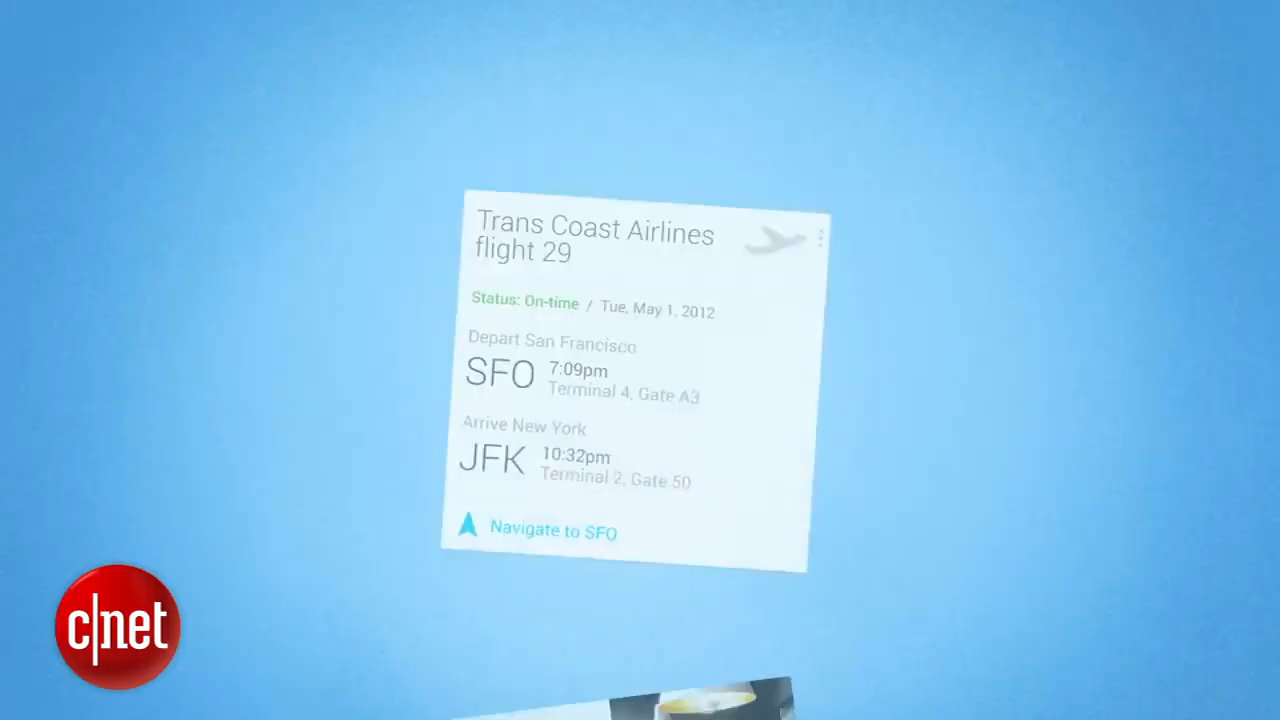 Trans Coast Airlines
flight 29
Status: On-time / Tue, May 1, 2012
Depart San Francisco
SFO 7:09pm
Terminal 4, Gate A3
Arrive New York
JFK 10:32pm
Terminal 2, Gate 50
Navigate to SFO
c|net